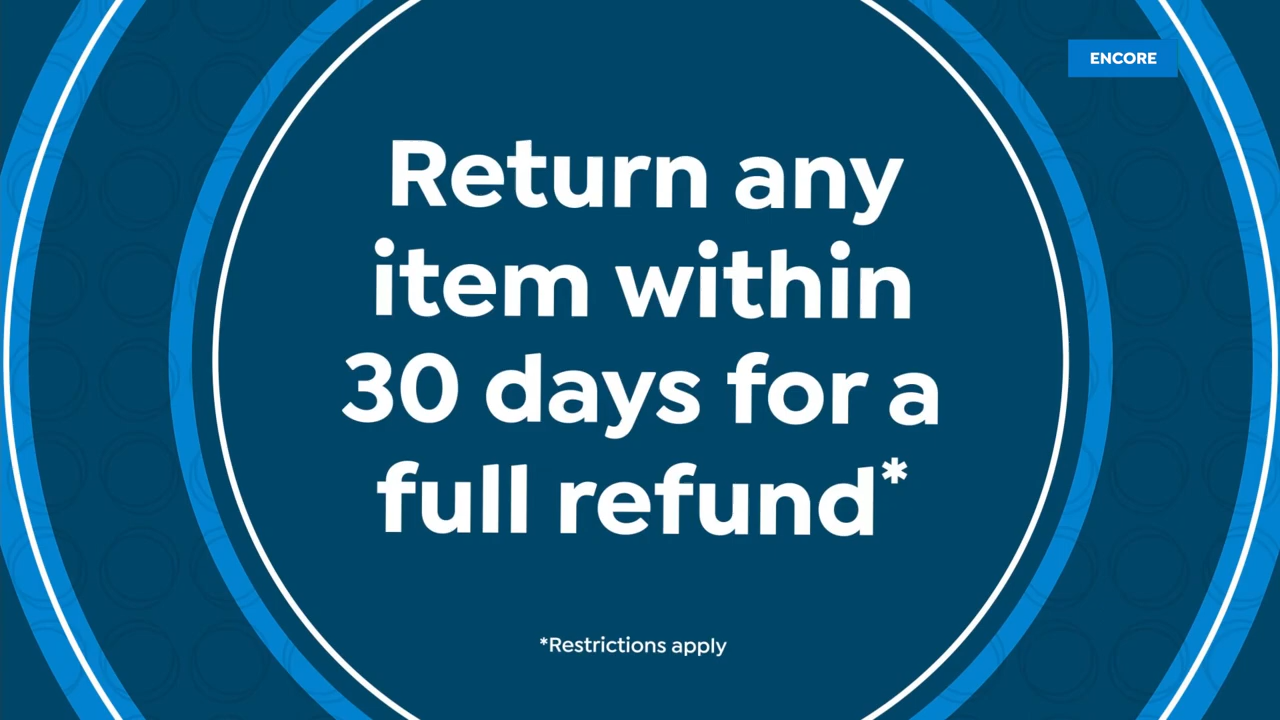 ENCORE
Return any
item within
30 days for a
full refund*
*Restrictions apply